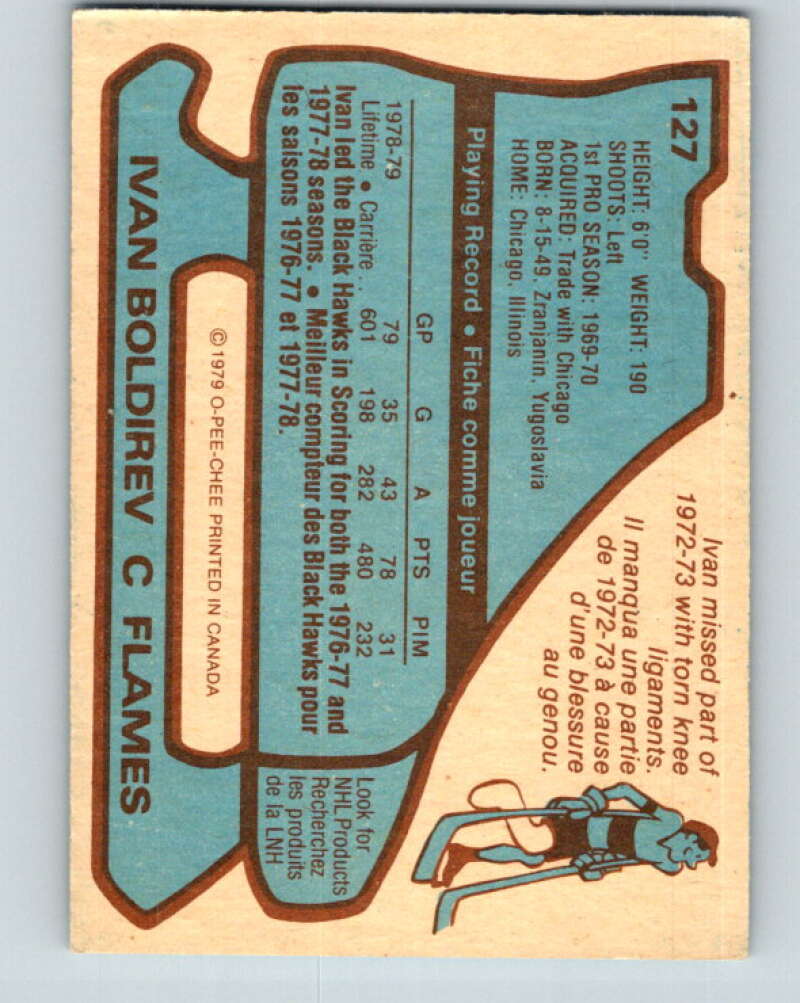 127
HEIGHT: 6'0" WEIGHT: 190
SHOOTS: Left
1st PRO SEASON: 1969-70
ACQUIRED: Trade with Chicago
BORN: 8-15-49, Zranjanin, Yugoslavia
HOME: Chicago, Illinois
Ivan missed part of
1972-73 with torn knee
ligaments.
Il manqua une partie
de 1972-73 à cause
d'une blessure
au genou.
Playing Record • Fiche comme joueur
GP G A PTS PIM
1978-79 79 35 43 78 31
Lifetime • Carrière ... 601 198 282 480 232
Ivan led the Black Hawks in Scoring for both the 1976-77 and
1977-78 seasons. • Meilleur compteur des Black Hawks pour
les saisons 1976-77 et 1977-78.
Look for
NHL Products
Recherchez
les produits
de la LNH
©1979 O-PEE-CHEE PRINTED IN CANADA
IVAN BOLDIREV C FLAMES